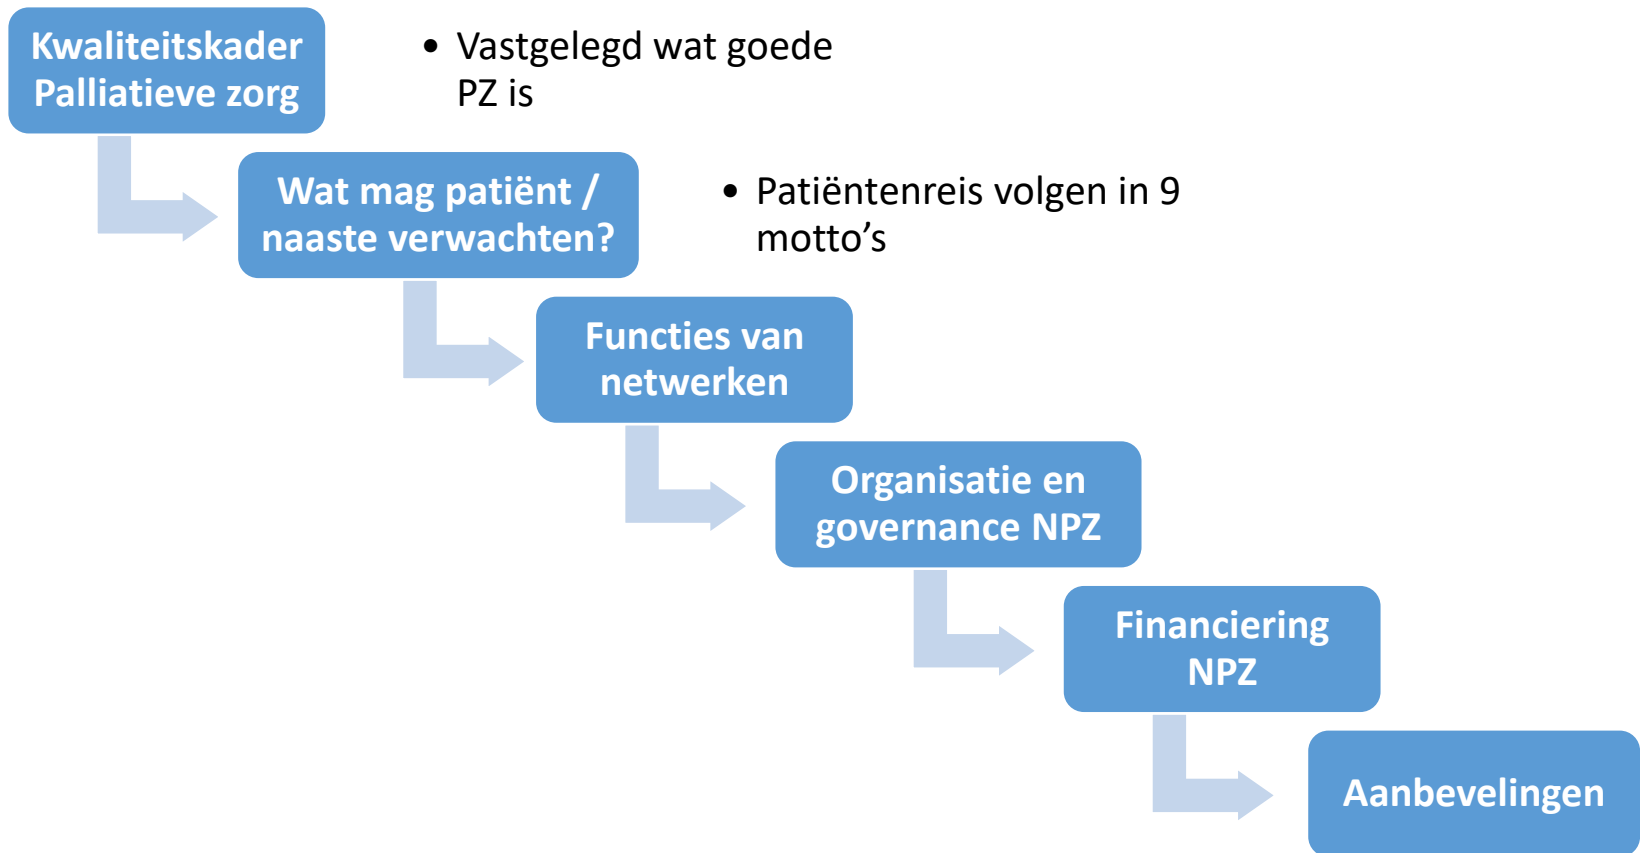 Kwaliteitskader
Palliatieve zorg
• Vastgelegd wat goede
PZ is
Wat mag patiënt /
naaste verwachten?
• Patiëntenreis volgen in 9
motto’s
Functies van
netwerken
Organisatie en
governance NPZ
Financiering
NPZ
Aanbevelingen